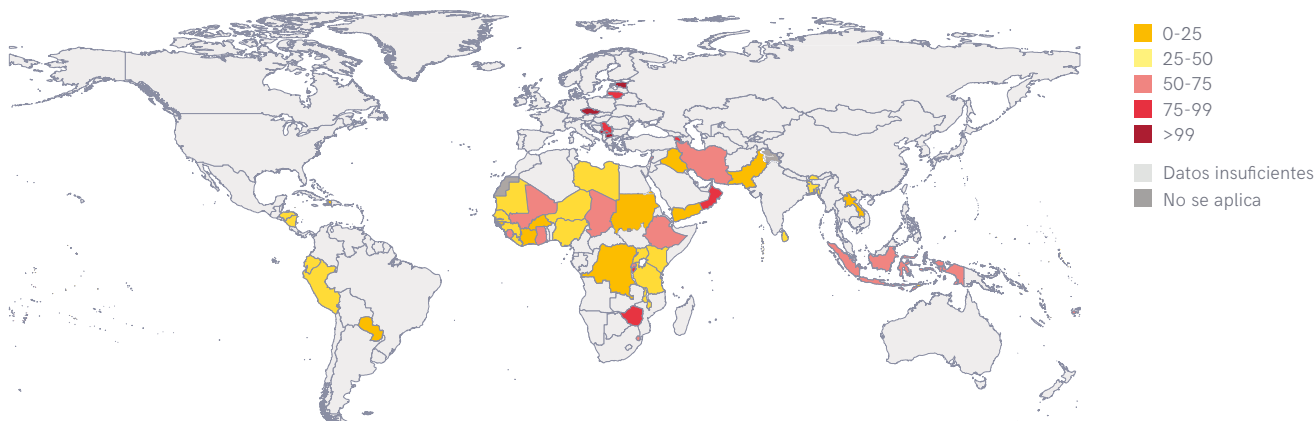 0-25
25-50
50-75
75-99
>99
Datos insuficientes
No se aplica